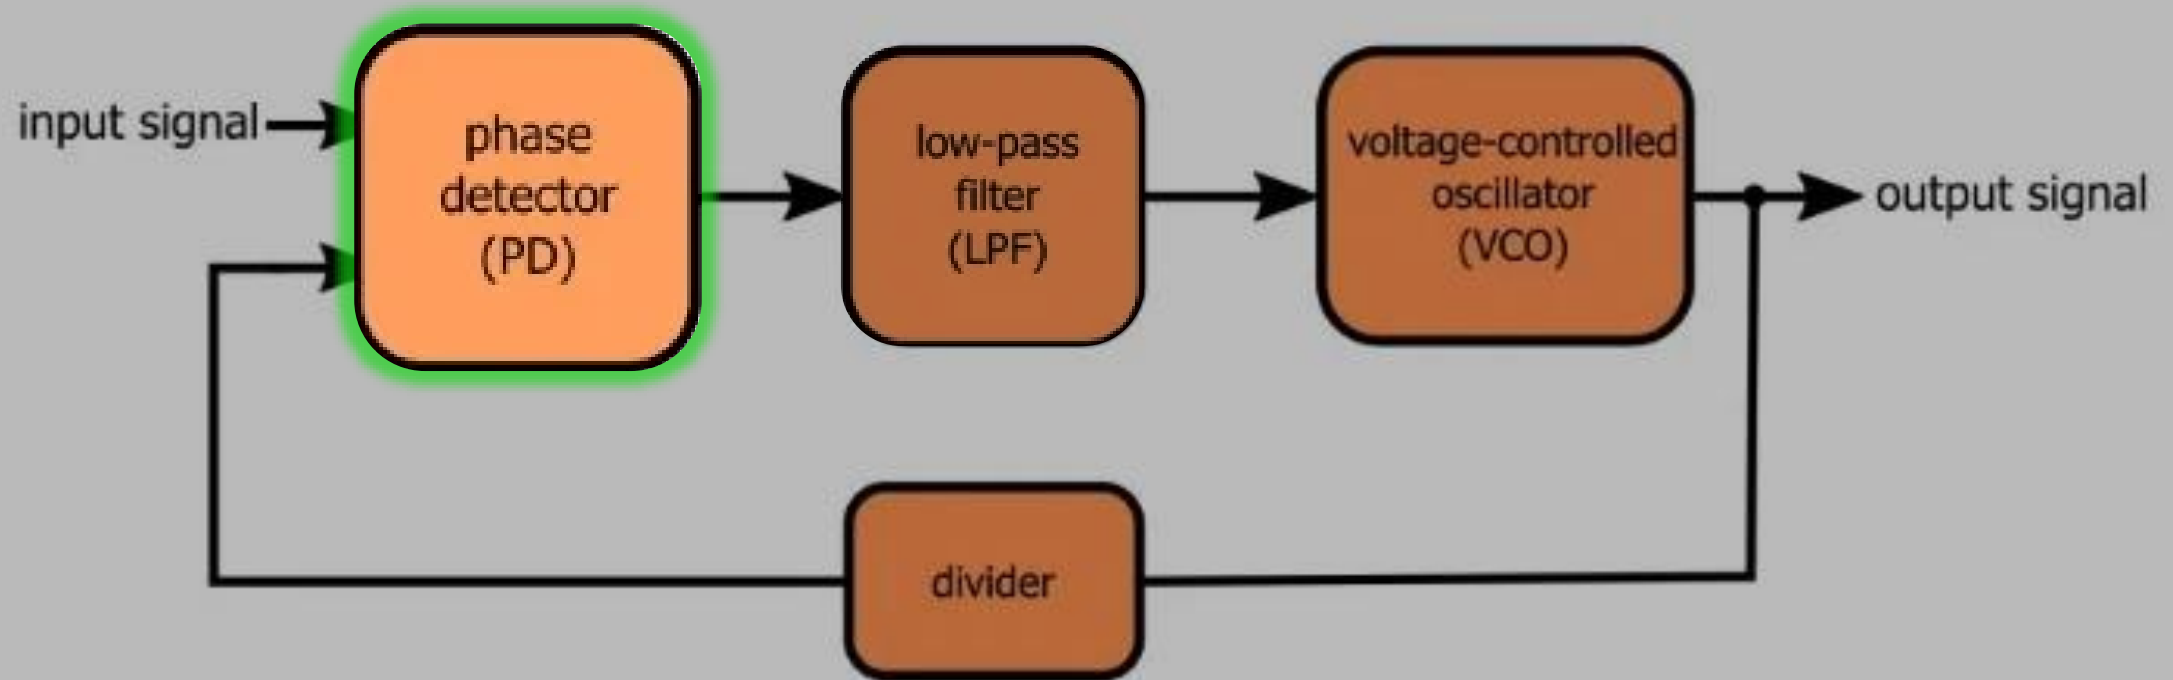 input signal
phase
detector
(PD)
low-pass
filter
(LPF)
voltage-controlled
oscillator
(VCO)
output signal
divider